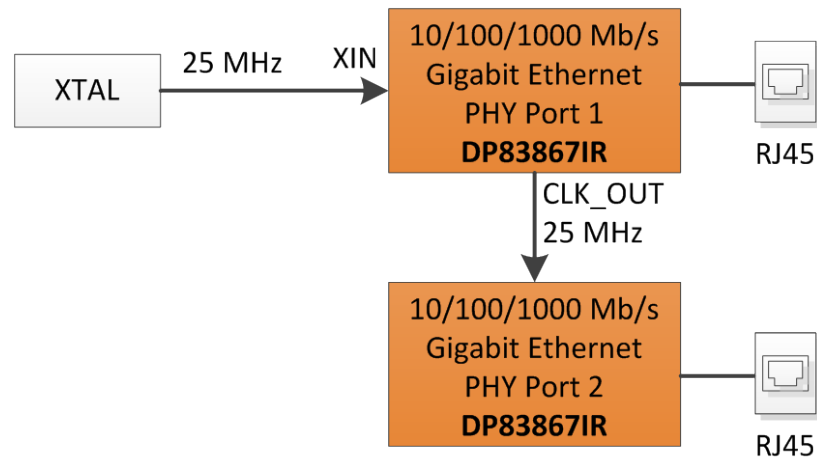 XTAL
25 MHz
XIN
10/100/1000 Mb/s
Gigabit Ethernet
PHY Port 1
DP83867IR
RJ45
CLK_OUT
25 MHz
10/100/1000 Mb/s
Gigabit Ethernet
PHY Port 2
DP83867IR
RJ45